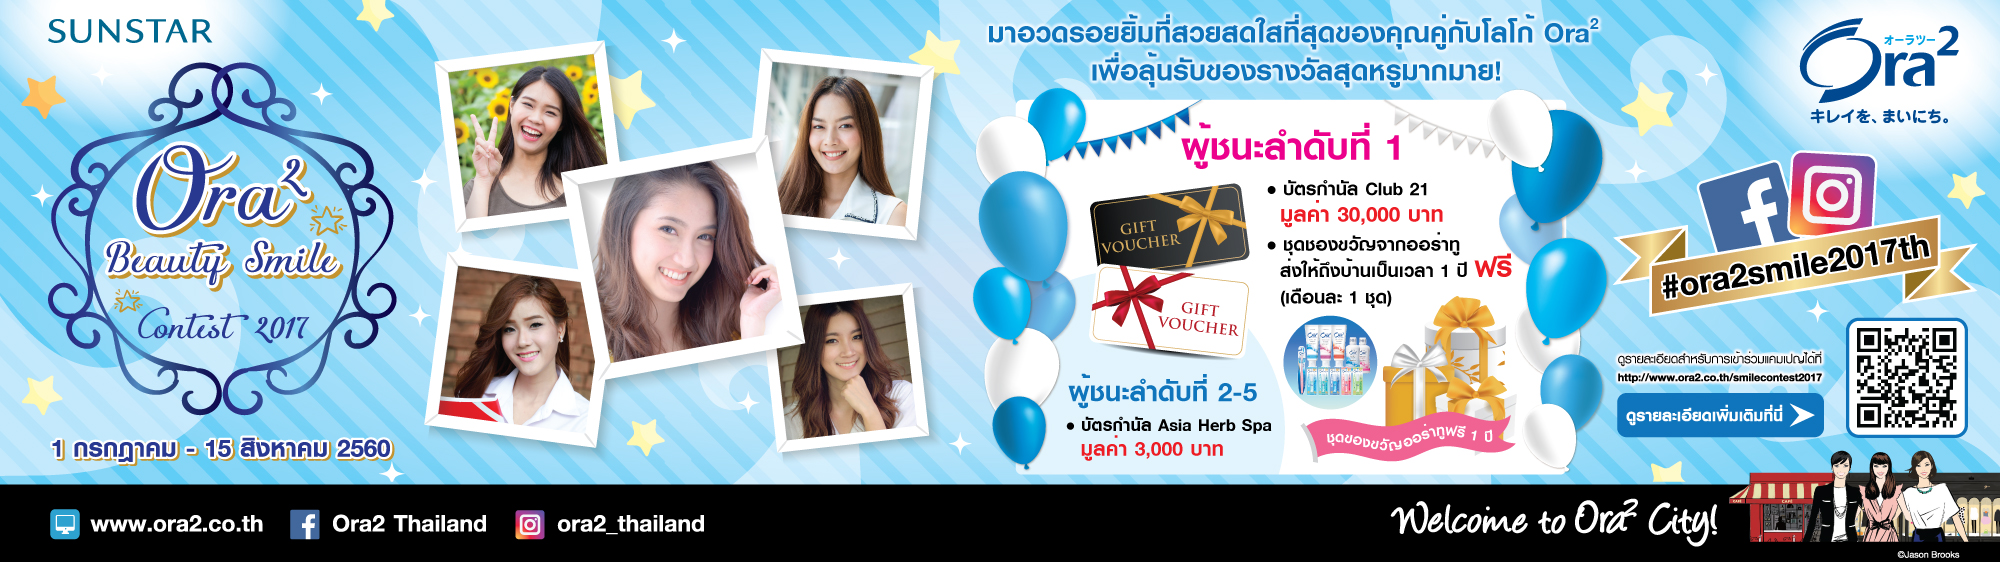 SUNSTAR
Ora²
Beauty Smile
Contest 2017
1 กรกฎาคม - 15 สิงหาคม 2560
มาอวดรอยยิ้มที่สวยสดใสที่สุดของคุณคู่กับโลโก้ Ora²
เพื่อลุ้นรับของรางวัลสุดหรูมากมาย!
ผู้ชนะลำดับที่ 1
GIFT
VOUCHER
GIFT
VOUCHER
• บัตรกำนัล Club 21
มูลค่า 30,000 บาท
• ชุดของขวัญจากออร่าทู
ส่งให้ถึงบ้านเป็นเวลา 1 ปี ฟรี
(เดือนละ 1 ชุด)
ชุดของขวัญออร่าทูฟรี 1 ปี
ผู้ชนะลำดับที่ 2-5
• บัตรกำนัล Asia Herb Spa
มูลค่า 3,000 บาท
オーラツー
Ora²
キレイを、まいにち。
#ora2smile2017th
ดูรายละเอียดสำหรับการเข้าร่วมแคมเปญได้ที่
http://www.ora2.co.th/smilecontest2017
ดูรายละเอียดเพิ่มเติมที่นี่
www.ora2.co.th
Ora2 Thailand
ora2_thailand
Welcome to Ora² City!
CAFE
©Jason Brooks